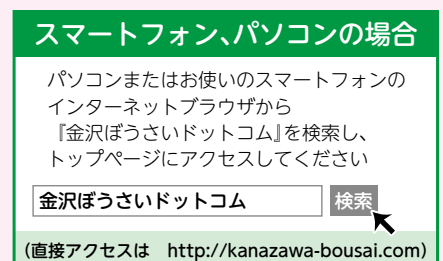 スマートフォン、パソコンの場合
パソコンまたはお使いのスマートフォンの
インターネットブラウザから
『金沢ぼうさいドットコム』を検索し、
トップページにアクセスしてください
金沢ぼうさいドットコム 検索
(直接アクセスは　http://kanazawa-bousai.com)